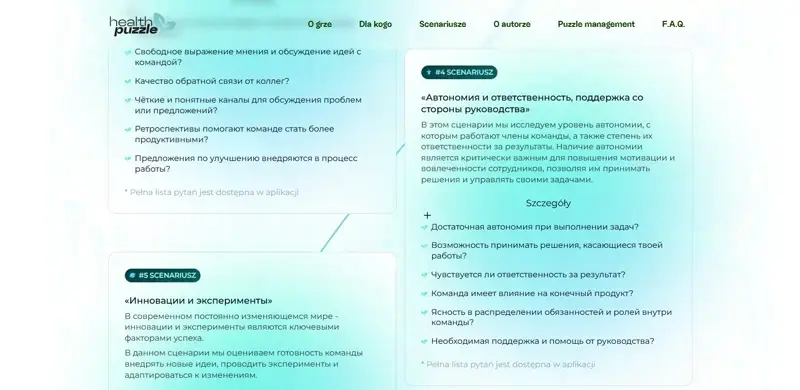 health
puzzle
O grze
Dla kogo
Scenariusze
O autorze
Puzzle management
F.A.Q.
Свободное выражение мнения и обсуждение идей с
командой?
Качество обратной связи от коллег?
Чёткие и понятные каналы для обсуждения проблем
или предложений?
Ретроспективы помогают команде стать более
продуктивными?
Предложения по улучшению внедряются в процесс
работы?
* Pełna lista pytań jest dostępna w aplikacji
#4 SCENARIUSZ
«Автономия и ответственность, поддержка со
стороны руководства»
В этом сценарии мы исследуем уровень автономии, с
которым работают члены команды, а также степень их
ответственности за результаты. Наличие автономии
является критически важным для повышения мотивации и
вовлеченности сотрудников, позволяя им принимать
решения и управлять своими задачами.
Szczegóły
Достаточная автономия при выполнении задач?
Возможность принимать решения, касающиеся твоей
работы?
Чувствуется ли ответственность за результат?
Команда имеет влияние на конечный продукт?
Ясность в распределении обязанностей и ролей внутри
команды?
Необходимая поддержка и помощь от руководства?
* Pełna lista pytań jest dostępna w aplikacji
#5 SCENARIUSZ
«Инновации и эксперименты»
В современном постоянно изменяющемся мире -
инновации и эксперименты являются ключевыми
факторами успеха.
В данном сценарии мы оцениваем готовность команды
внедрять новые идеи, проводить эксперименты и
адаптироваться к изменениям.